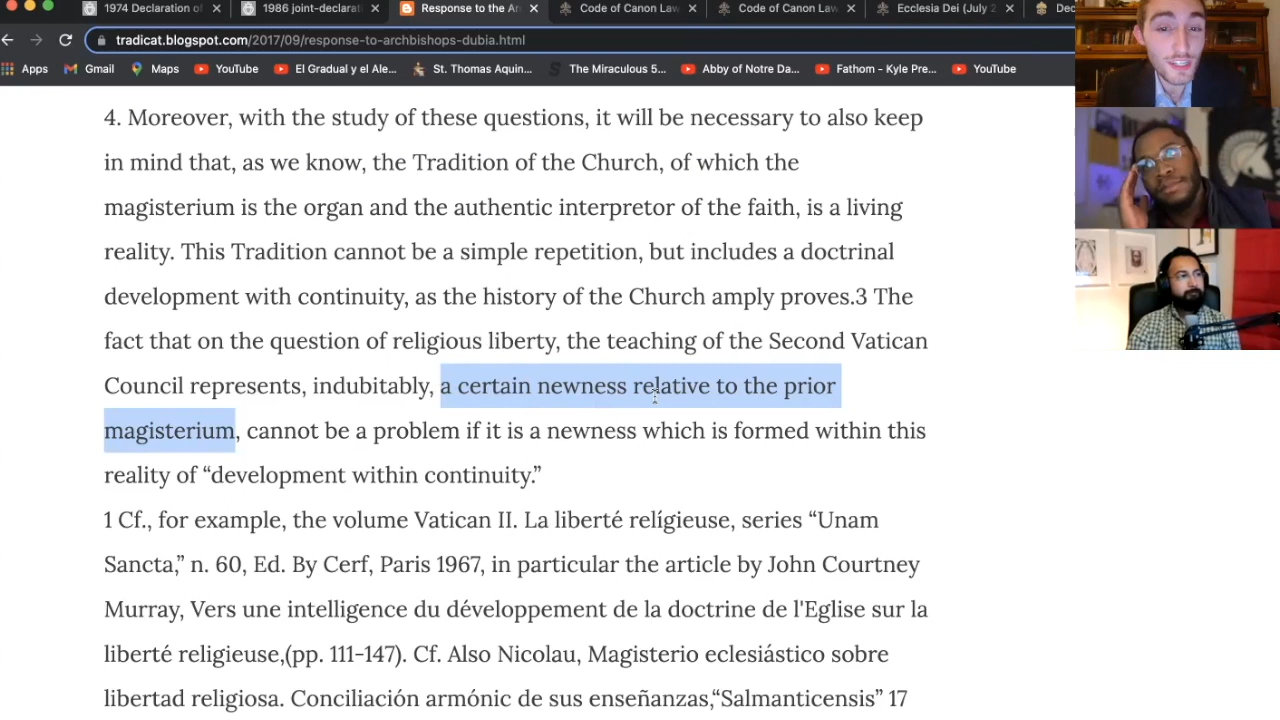 1974 Declaration of
1986 joint-declarati
Response to the Ar
Code of Canon Law
Code of Canon Law
Ecclesia Dei (July 2
Dec
tradicat.blogspot.com/2017/09/response-to-archbishops-dubia.html
Apps Gmail Maps YouTube El Gradual y el Ale... St. Thomas Aquin... The Miraculous 5... Abby of Notre Da... Fathom - Kyle Pre... YouTube
4. Moreover, with the study of these questions, it will be necessary to also keep
in mind that, as we know, the Tradition of the Church, of which the
magisterium is the organ and the authentic interpretor of the faith, is a living
reality. This Tradition cannot be a simple repetition, but includes a doctrinal
development with continuity, as the history of the Church amply proves.3 The
fact that on the question of religious liberty, the teaching of the Second Vatican
Council represents, indubitably, a certain newness relative to the prior
magisterium, cannot be a problem if it is a newness which is formed within this
reality of “development within continuity.”
1 Cf., for example, the volume Vatican II. La liberté relígieuse, series “Unam
Sancta,” n. 60, Ed. By Cerf, Paris 1967, in particular the article by John Courtney
Murray, Vers une intelligence du développement de la doctrine de l'Eglise sur la
liberté religieuse,(pp. 111-147). Cf. Also Nicolau, Magisterio eclesiástico sobre
libertad religiosa. Conciliación armónic de sus enseñanzas,“Salmanticensis” 17